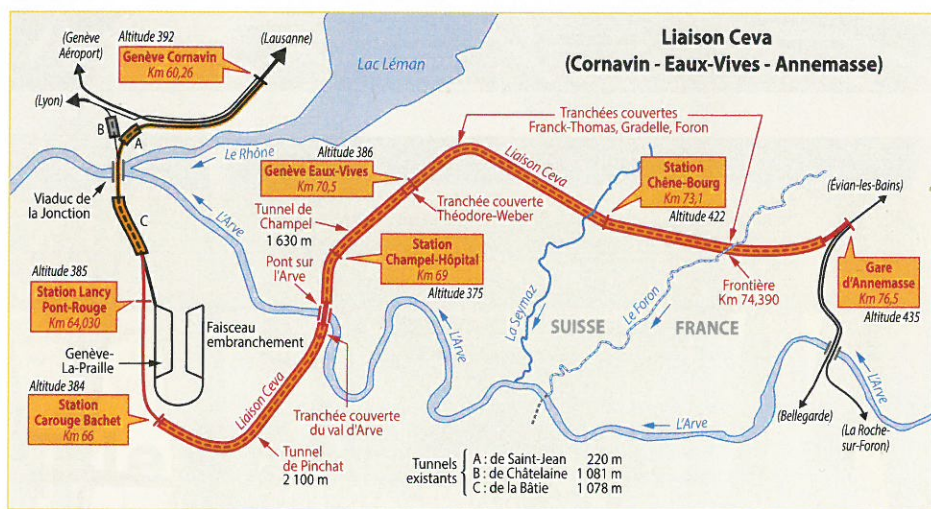 Liaison Ceva
(Cornavin - Eaux-Vives - Annemasse)
(Genève
Aéroport)
Altitude 392
Genève Cornavin
Km 60,26
(Lausanne)
Lac Léman
(Lyon)
B
A
Le Rhône
Viaduc de
la Jonction
C
L'Arve
Altitude 386
Genève Eaux-Vives
Km 70,5
Tranchées couvertes
Franck-Thomas, Gradelle, Foron
Liaison Ceva
Station
Chêne-Bourg
Km 73,1
Altitude 422
(Évian-les-Bains)
Tranchée couverte
Théodore-Weber
Tunnel
de Champel
1 630 m
Pont sur
l'Arve
Station
Champel-Hôpital
Km 69
Altitude 375
Frontière
Km 74,390
Gare
d'Annemasse
Km 76,5
Altitude 435
Altitude 385
Station Lancy
Pont-Rouge
Km 64,030
Faisceau
embranchement
Genève-
La-Praille
L'Arve
La Seymaz
SUISSE
Le Foron
FRANCE
Altitude 384
Station
Carouge Bachet
Km 66
Liaison Ceva
Tranchée couverte
du val d'Arve
Tunnel
de Pinchat
2 100 m
L'Arve
L'Arve
(Bellegarde)
(La Roche-
sur-Foron)
Tunnels
existants
A : de Saint-Jean 220 m
B : de Châtelaine 1 081 m
C : de la Bâtie 1 078 m